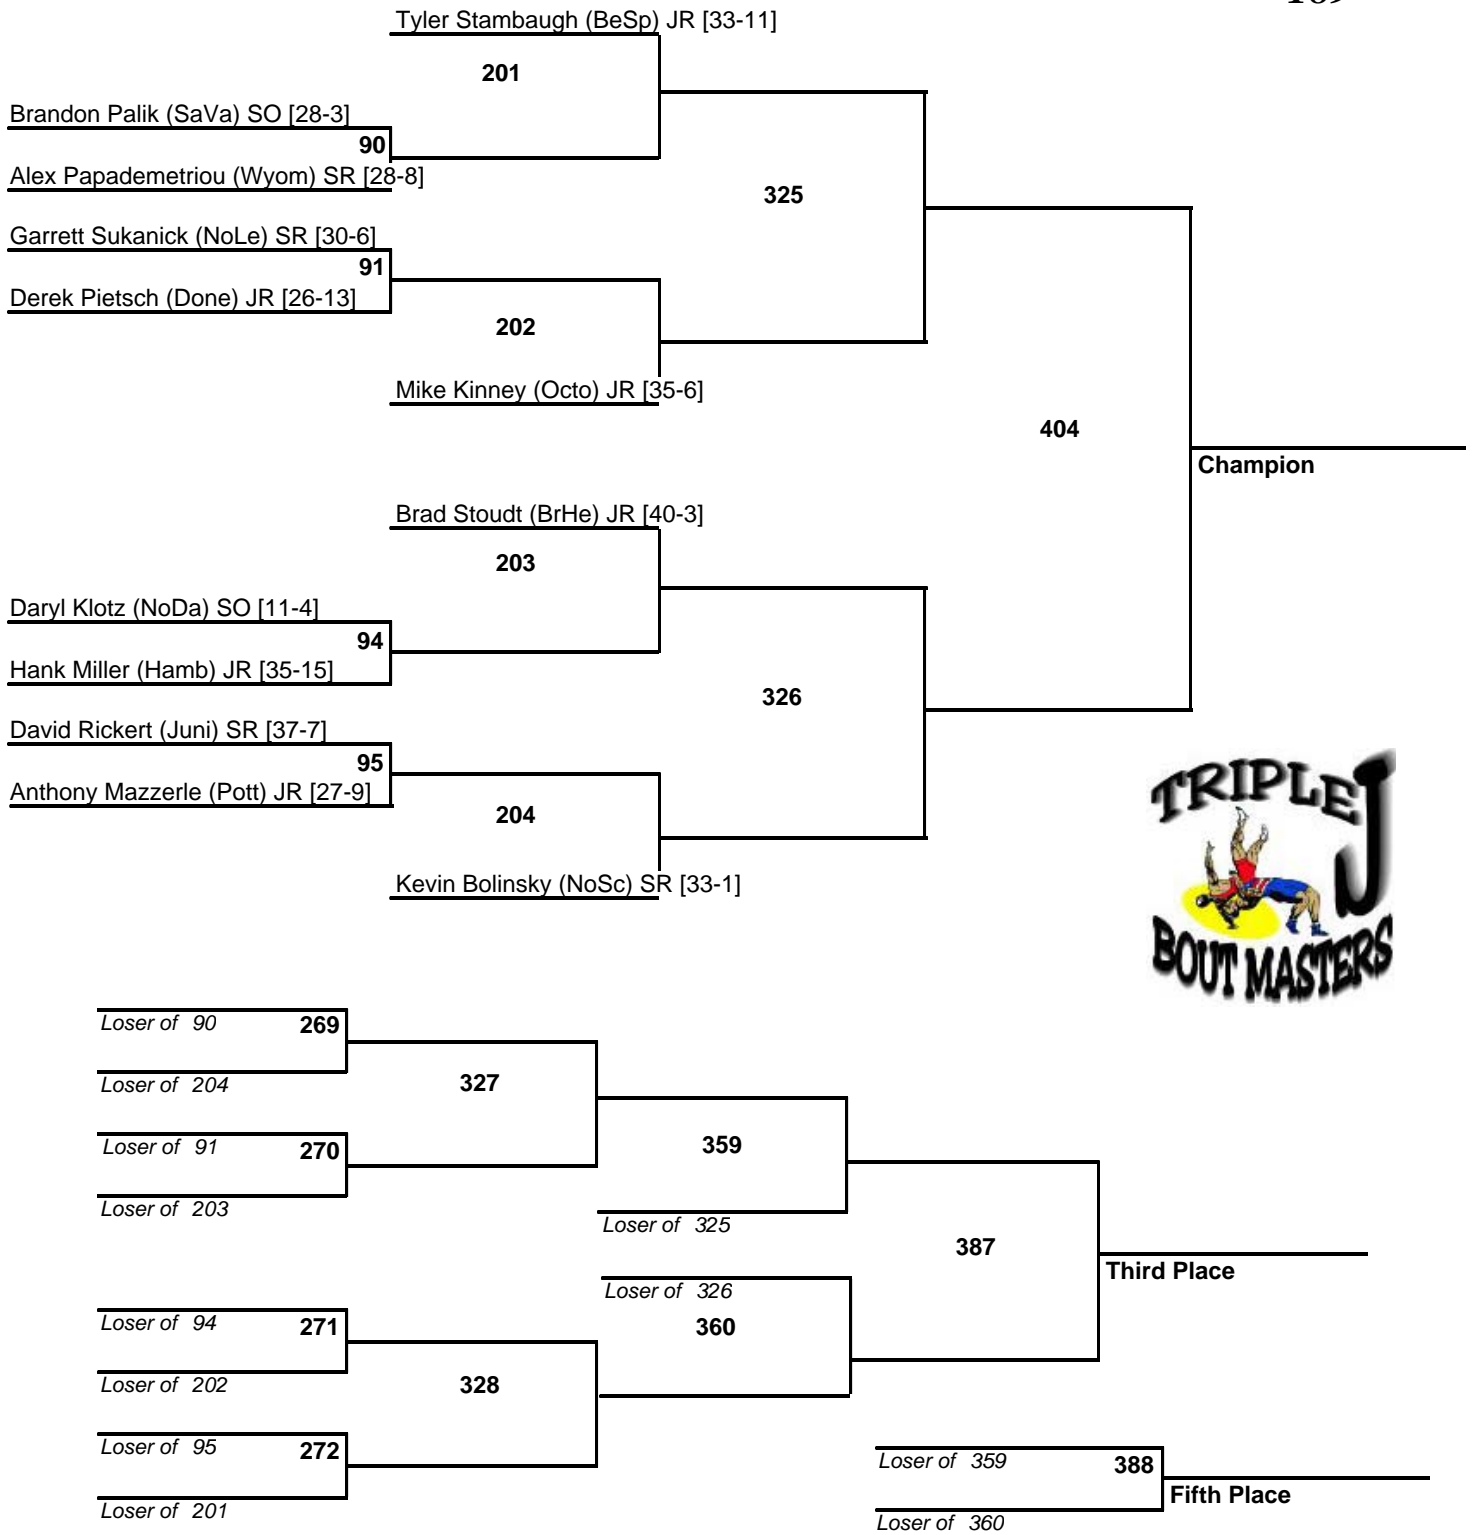 Tyler Stambaugh (BeSp) JR [33-11]
201
Brandon Palik (SaVa) SO [28-3]
90
Alex Papademetriou (Wyom) SR [28-8]
325
Garrett Sukanick (NoLe) SR [30-6]
91
Derek Pietsch (Done) JR [26-13]
202
Mike Kinney (Octo) JR [35-6]
404
Champion
Brad Stoudt (BrHe) JR [40-3]
203
Daryl Klotz (NoDa) SO [11-4]
94
Hank Miller (Hamb) JR [35-15]
326
David Rickert (Juni) SR [37-7]
95
Anthony Mazzerle (Pott) JR [27-9]
204
Kevin Bolinsky (NoSc) SR [33-1]
TRIPLE J
BOUT MASTERS
Loser of 90
269
Loser of 204
327
Loser of 91
270
359
Loser of 203
Loser of 325
387
Third Place
Loser of 326
Loser of 94
271
360
Loser of 202
328
Loser of 95
272
Loser of 359
388
Fifth Place
Loser of 201
Loser of 360